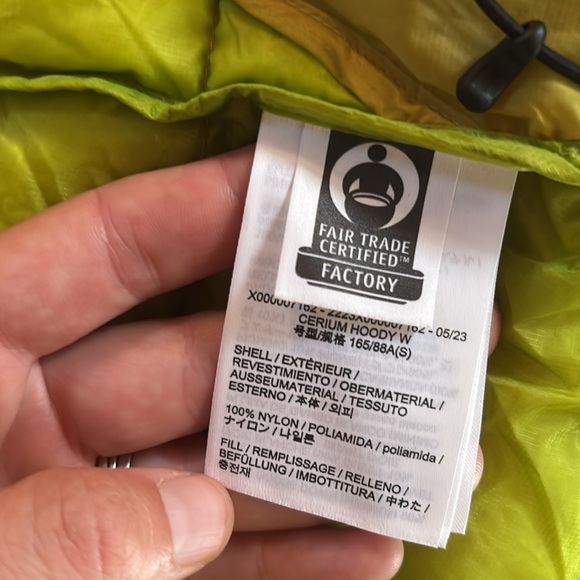 FAIR TRADE
CERTIFIED™
FACTORY
X000007162 - 2223X000007162 - 05/23
CERIUM HOODY W
号型/规格 165/88A(S)
SHELL / EXTÉRIEUR /
REVESTIMIENTO / OBERMATERIAL /
AUSSEUMATERIAL / TESSUTO
ESTERNO / 本体 / 외피
100% NYLON / POLIAMIDA / poliamida /
ナイロン / 나일론
FILL / REMPLISSAGE / RELLENO /
BEFÜLLUNG / IMBOTTITURA / 中わた /
충전재